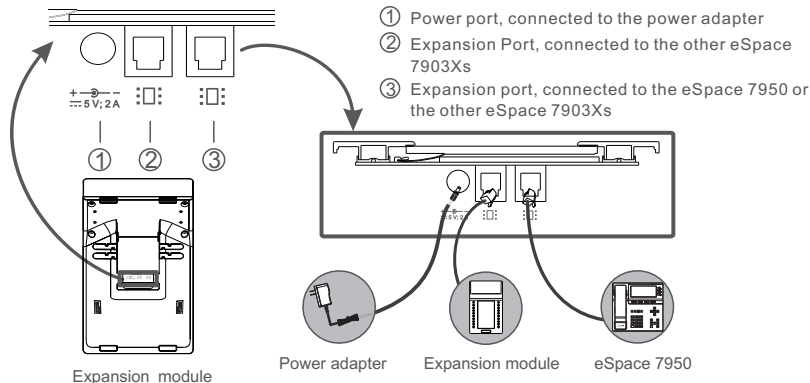 ① Power port, connected to the power adapter
② Expansion Port, connected to the other eSpace
7903Xs
③ Expansion port, connected to the eSpace 7950 or
the other eSpace 7903Xs
+ –
5 V; 2 A
① ② ③
5 V; 2
Power adapter Expansion module eSpace 7950
Expansion module